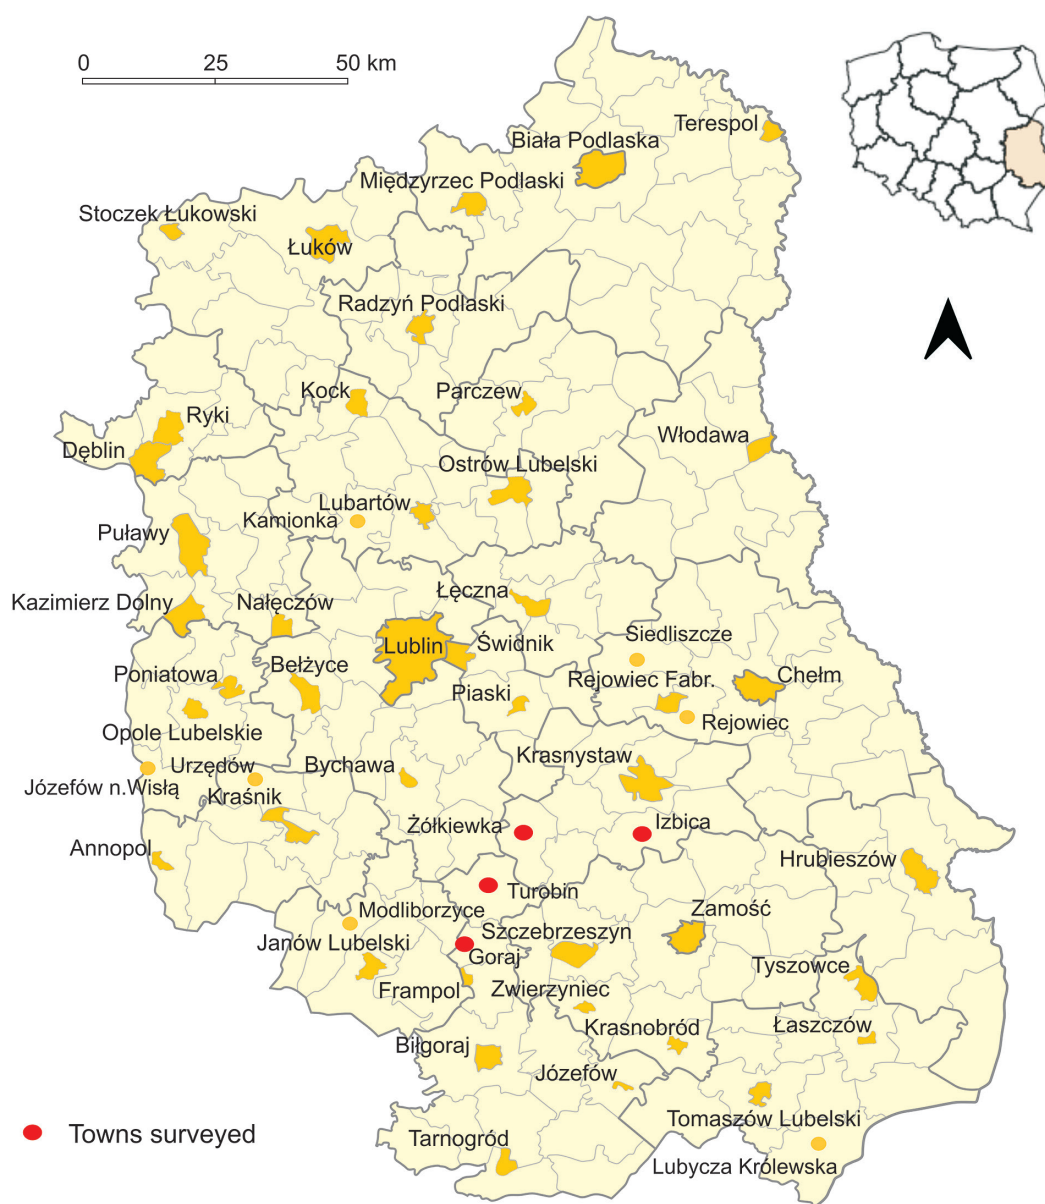 0 25 50 km
Terespol
Biała Podlaska
Międzyrzec Podlaski
Stoczek Łukowski
Łuków
Radzyń Podlaski
Kock
Parczew
Ryki
Włodawa
Dęblin
Ostrów Lubelski
Lubartów
Kamionka
Puławy
Łęczna
Kazimierz Dolny
Nałęczów
Siedliszcze
Lublin
Świdnik
Bełżyce
Poniatowa
Rejowiec Fabr.
Chełm
Piaski
Rejowiec
Opole Lubelskie
Krasnystaw
Urzędów
Bychawa
Józefów n.Wisłą
Kraśnik
Żółkiewka
Izbica
Annopol
Hrubieszów
Turobin
Modliborzyce
Zamość
Szczebrzeszyn
Janów Lubelski
Goraj
Tyszowce
Frampol
Zwierzyniec
Krasnobród
Łaszczów
Biłgoraj
Józefów
Tomaszów Lubelski
Towns surveyed
Tarnogród
Lubycza Królewska